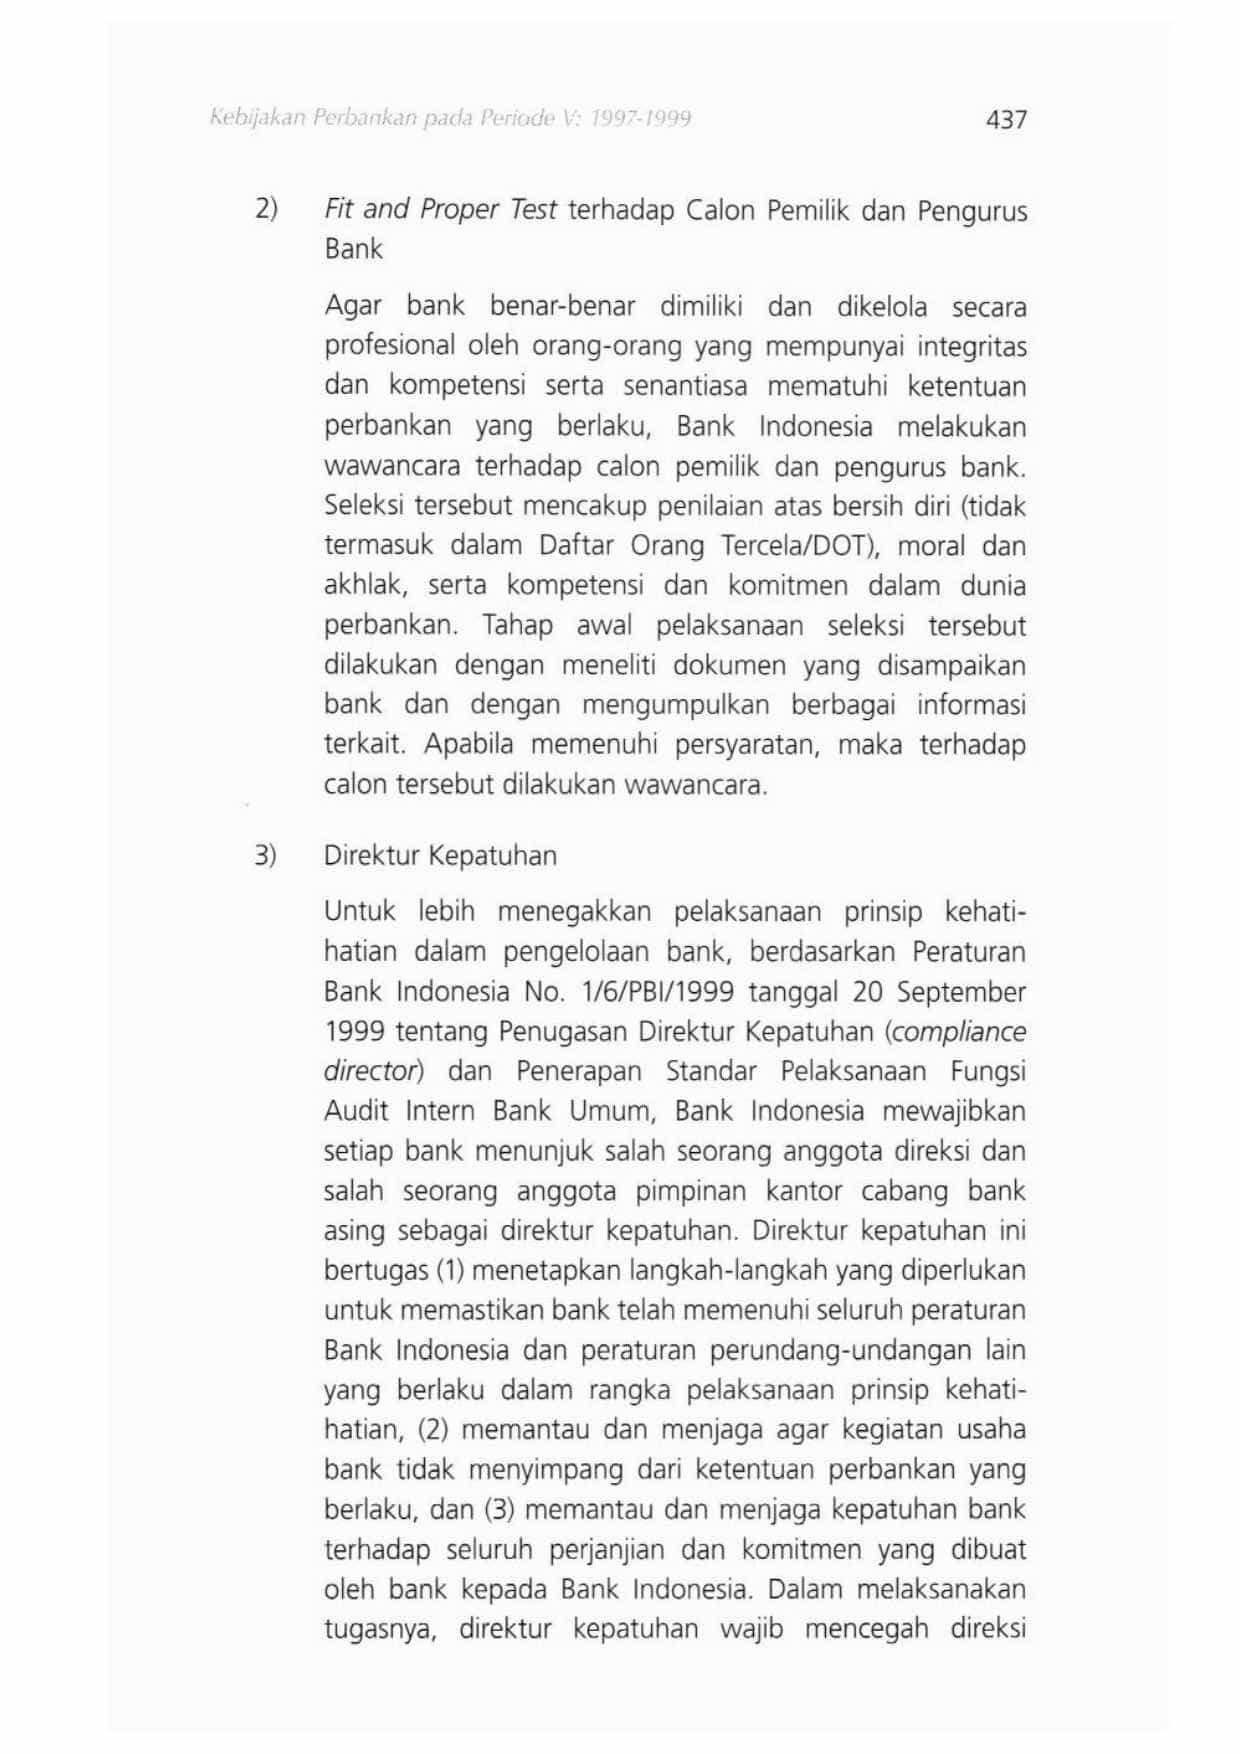 Kebijakan Perbankan pada Periode V: 1997-1999 437
2) Fit and Proper Test terhadap Calon Pemilik dan Pengurus
Bank
Agar bank benar-benar dimiliki dan dikelola secara
profesional oleh orang-orang yang mempunyai integritas
dan kompetensi serta senantiasa mematuhi ketentuan
perbankan yang berlaku, Bank Indonesia melakukan
wawancara terhadap calon pemilik dan pengurus bank.
Seleksi tersebut mencakup penilaian atas bersih diri (tidak
termasuk dalam Daftar Orang Tercela/DOT), moral dan
akhlak, serta kompetensi dan komitmen dalam dunia
perbankan. Tahap awal pelaksanaan seleksi tersebut
dilakukan dengan meneliti dokumen yang disampaikan
bank dan dengan mengumpulkan berbagai informasi
terkait. Apabila memenuhi persyaratan, maka terhadap
calon tersebut dilakukan wawancara.
3) Direktur Kepatuhan
Untuk lebih menegakkan pelaksanaan prinsip kehati-
hatian dalam pengelolaan bank, berdasarkan Peraturan
Bank Indonesia No. 1/6/PBI/1999 tanggal 20 September
1999 tentang Penugasan Direktur Kepatuhan (compliance
director) dan Penerapan Standar Pelaksanaan Fungsi
Audit Intern Bank Umum, Bank Indonesia mewajibkan
setiap bank menunjuk salah seorang anggota direksi dan
salah seorang anggota pimpinan kantor cabang bank
asing sebagai direktur kepatuhan. Direktur kepatuhan ini
bertugas (1) menetapkan langkah-langkah yang diperlukan
untuk memastikan bank telah memenuhi seluruh peraturan
Bank Indonesia dan peraturan perundang-undangan lain
yang berlaku dalam rangka pelaksanaan prinsip kehati-
hatian, (2) memantau dan menjaga agar kegiatan usaha
bank tidak menyimpang dari ketentuan perbankan yang
berlaku, dan (3) memantau dan menjaga kepatuhan bank
terhadap seluruh perjanjian dan komitmen yang dibuat
oleh bank kepada Bank Indonesia. Dalam melaksanakan
tugasnya, direktur kepatuhan wajib mencegah direksi